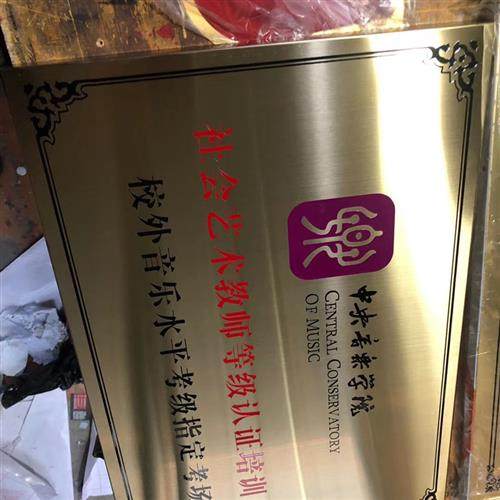 中央音乐学院
CENTRAL CONSERVATORY
OF MUSIC
社会艺术教师等级认证培训
校外音乐水平考级指定考场